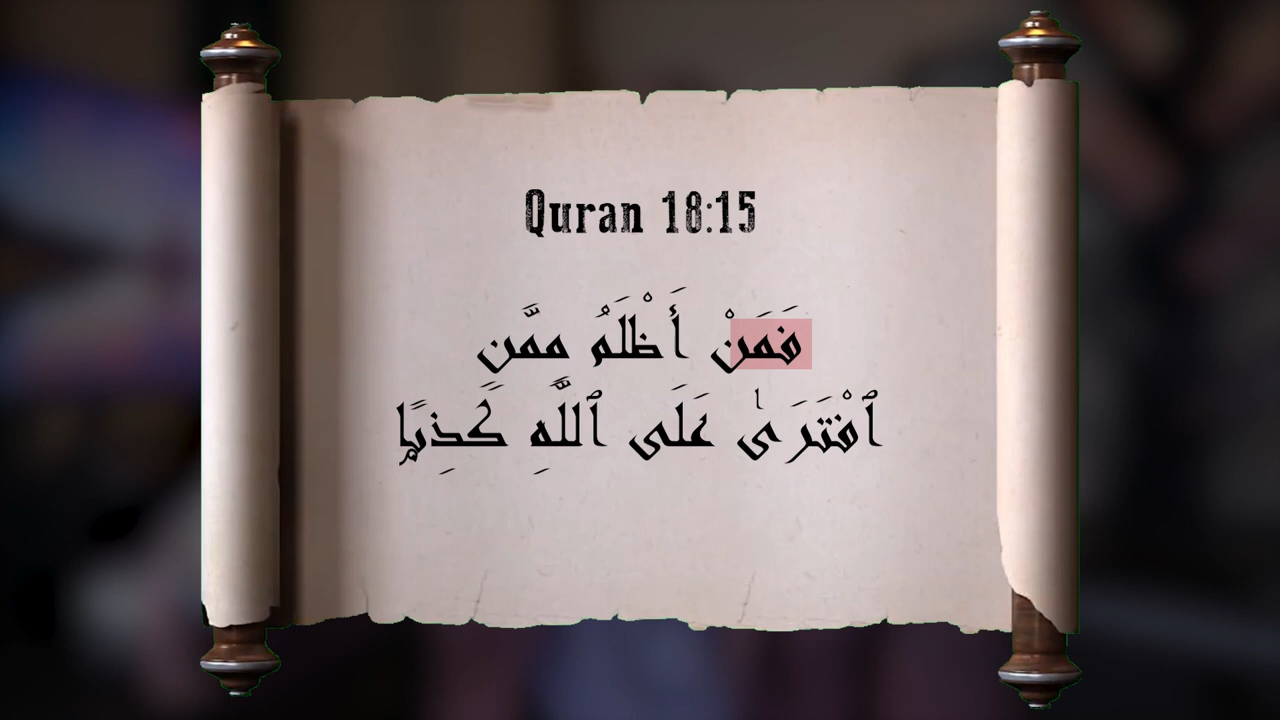 Quran 18:15
فَمَنْ أَظْلَمُ مِمَّن
ٱفْتَرَىٰ عَلَى ٱللَّهِ كَذِبًا